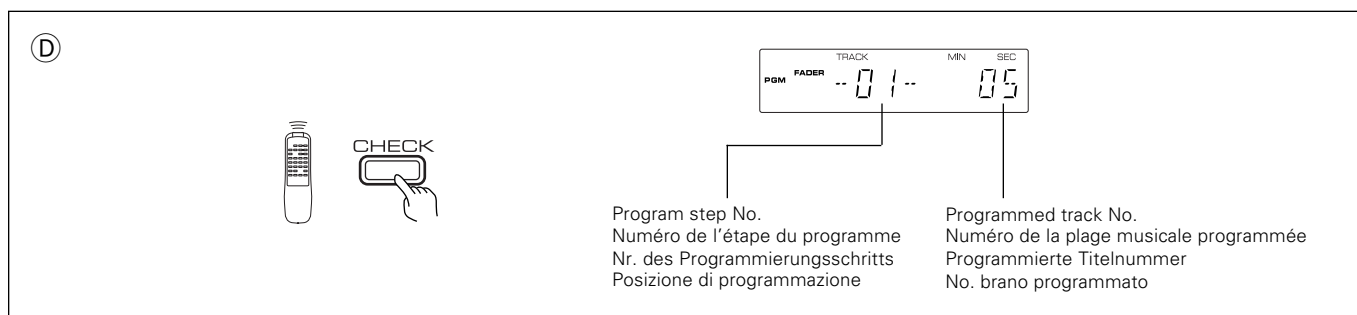 D
TRACK MIN SEC
PGM FADER --01-- 05
CHECK
Program step No.
Numéro de l’étape du programme
Nr. des Programmierungsschritts
Posizione di programmazione
Programmed track No.
Numéro de la plage musicale programmée
Programmierte Titelnummer
No. brano programmato